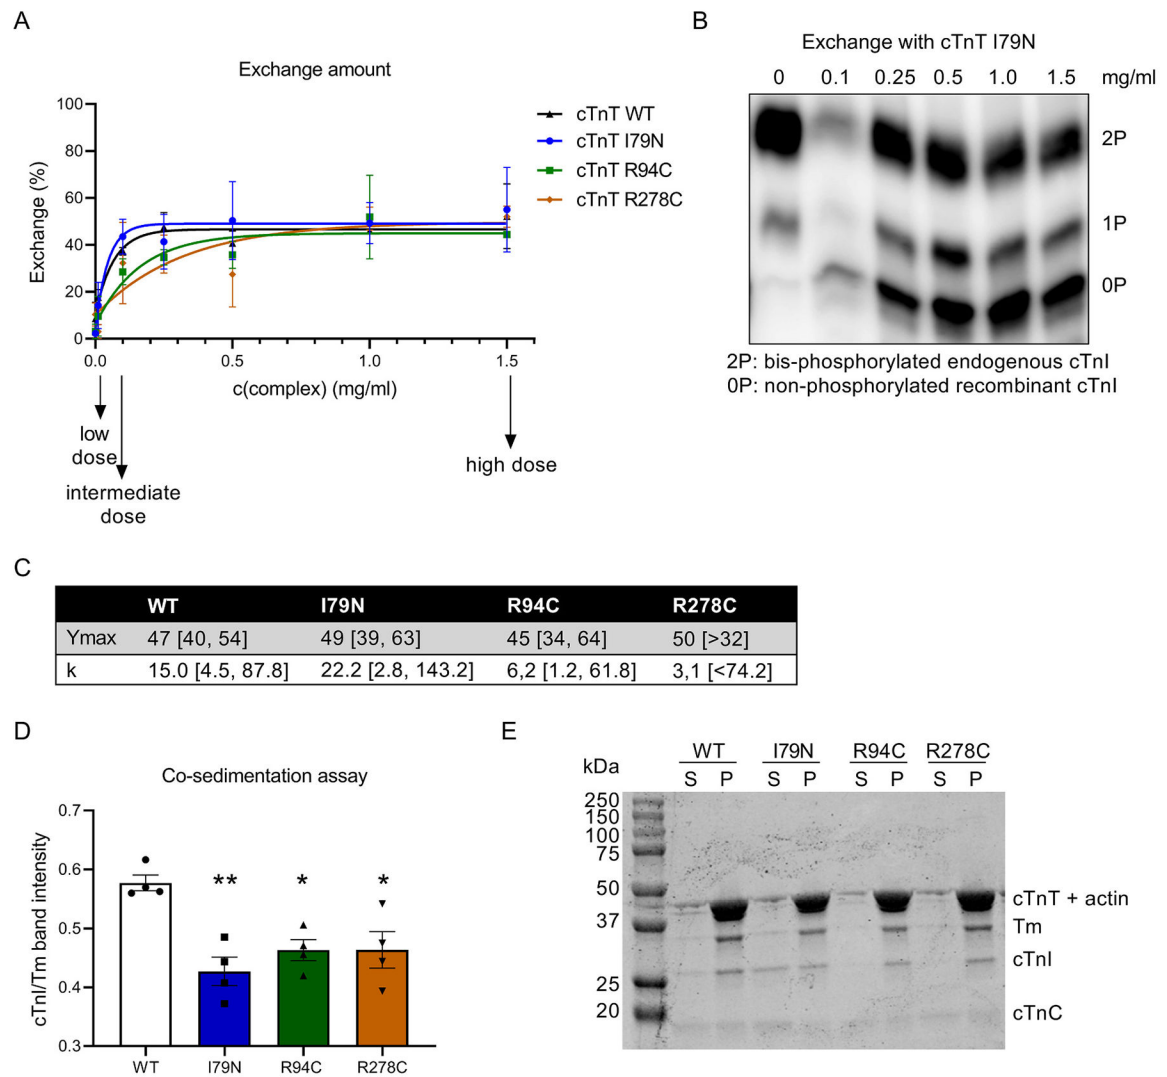 A
Exchange amount
100
80
60
40
20
0
Exchange (%)
0.0
0.5
1.0
1.5
c(complex) (mg/ml)
cTnT WT
cTnT I79N
cTnT R94C
cTnT R278C
low
dose
intermediate
dose
high dose
B
Exchange with cTnT I79N
0 0.1 0.25 0.5 1.0 1.5 mg/ml
2P
1P
0P
2P: bis-phosphorylated endogenous cTnI
0P: non-phosphorylated recombinant cTnI
C
WT I79N R94C R278C
Ymax 47 [40, 54] 49 [39, 63] 45 [34, 64] 50 [>32]
k 15.0 [4.5, 87.8] 22.2 [2.8, 143.2] 6,2 [1.2, 61.8] 3,1 [<74.2]
D
Co-sedimentation assay
cTnI/Tm band intensity
0.7
0.6
0.5
0.4
0.3
** * *
WT I79N R94C R278C
E
WT I79N R94C R278C
kDa
S P S P S P S P
250
150
100
75
50
37
25
20
cTnT + actin
Tm
cTnI
cTnC